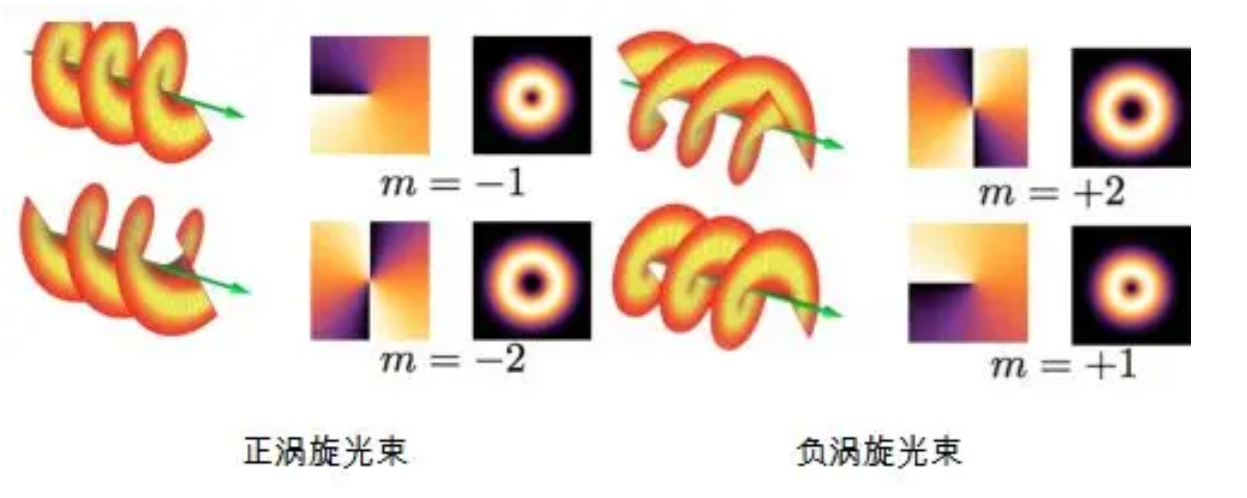 m = −1
m = +2
m = −2
m = +1
正涡旋光束
负涡旋光束